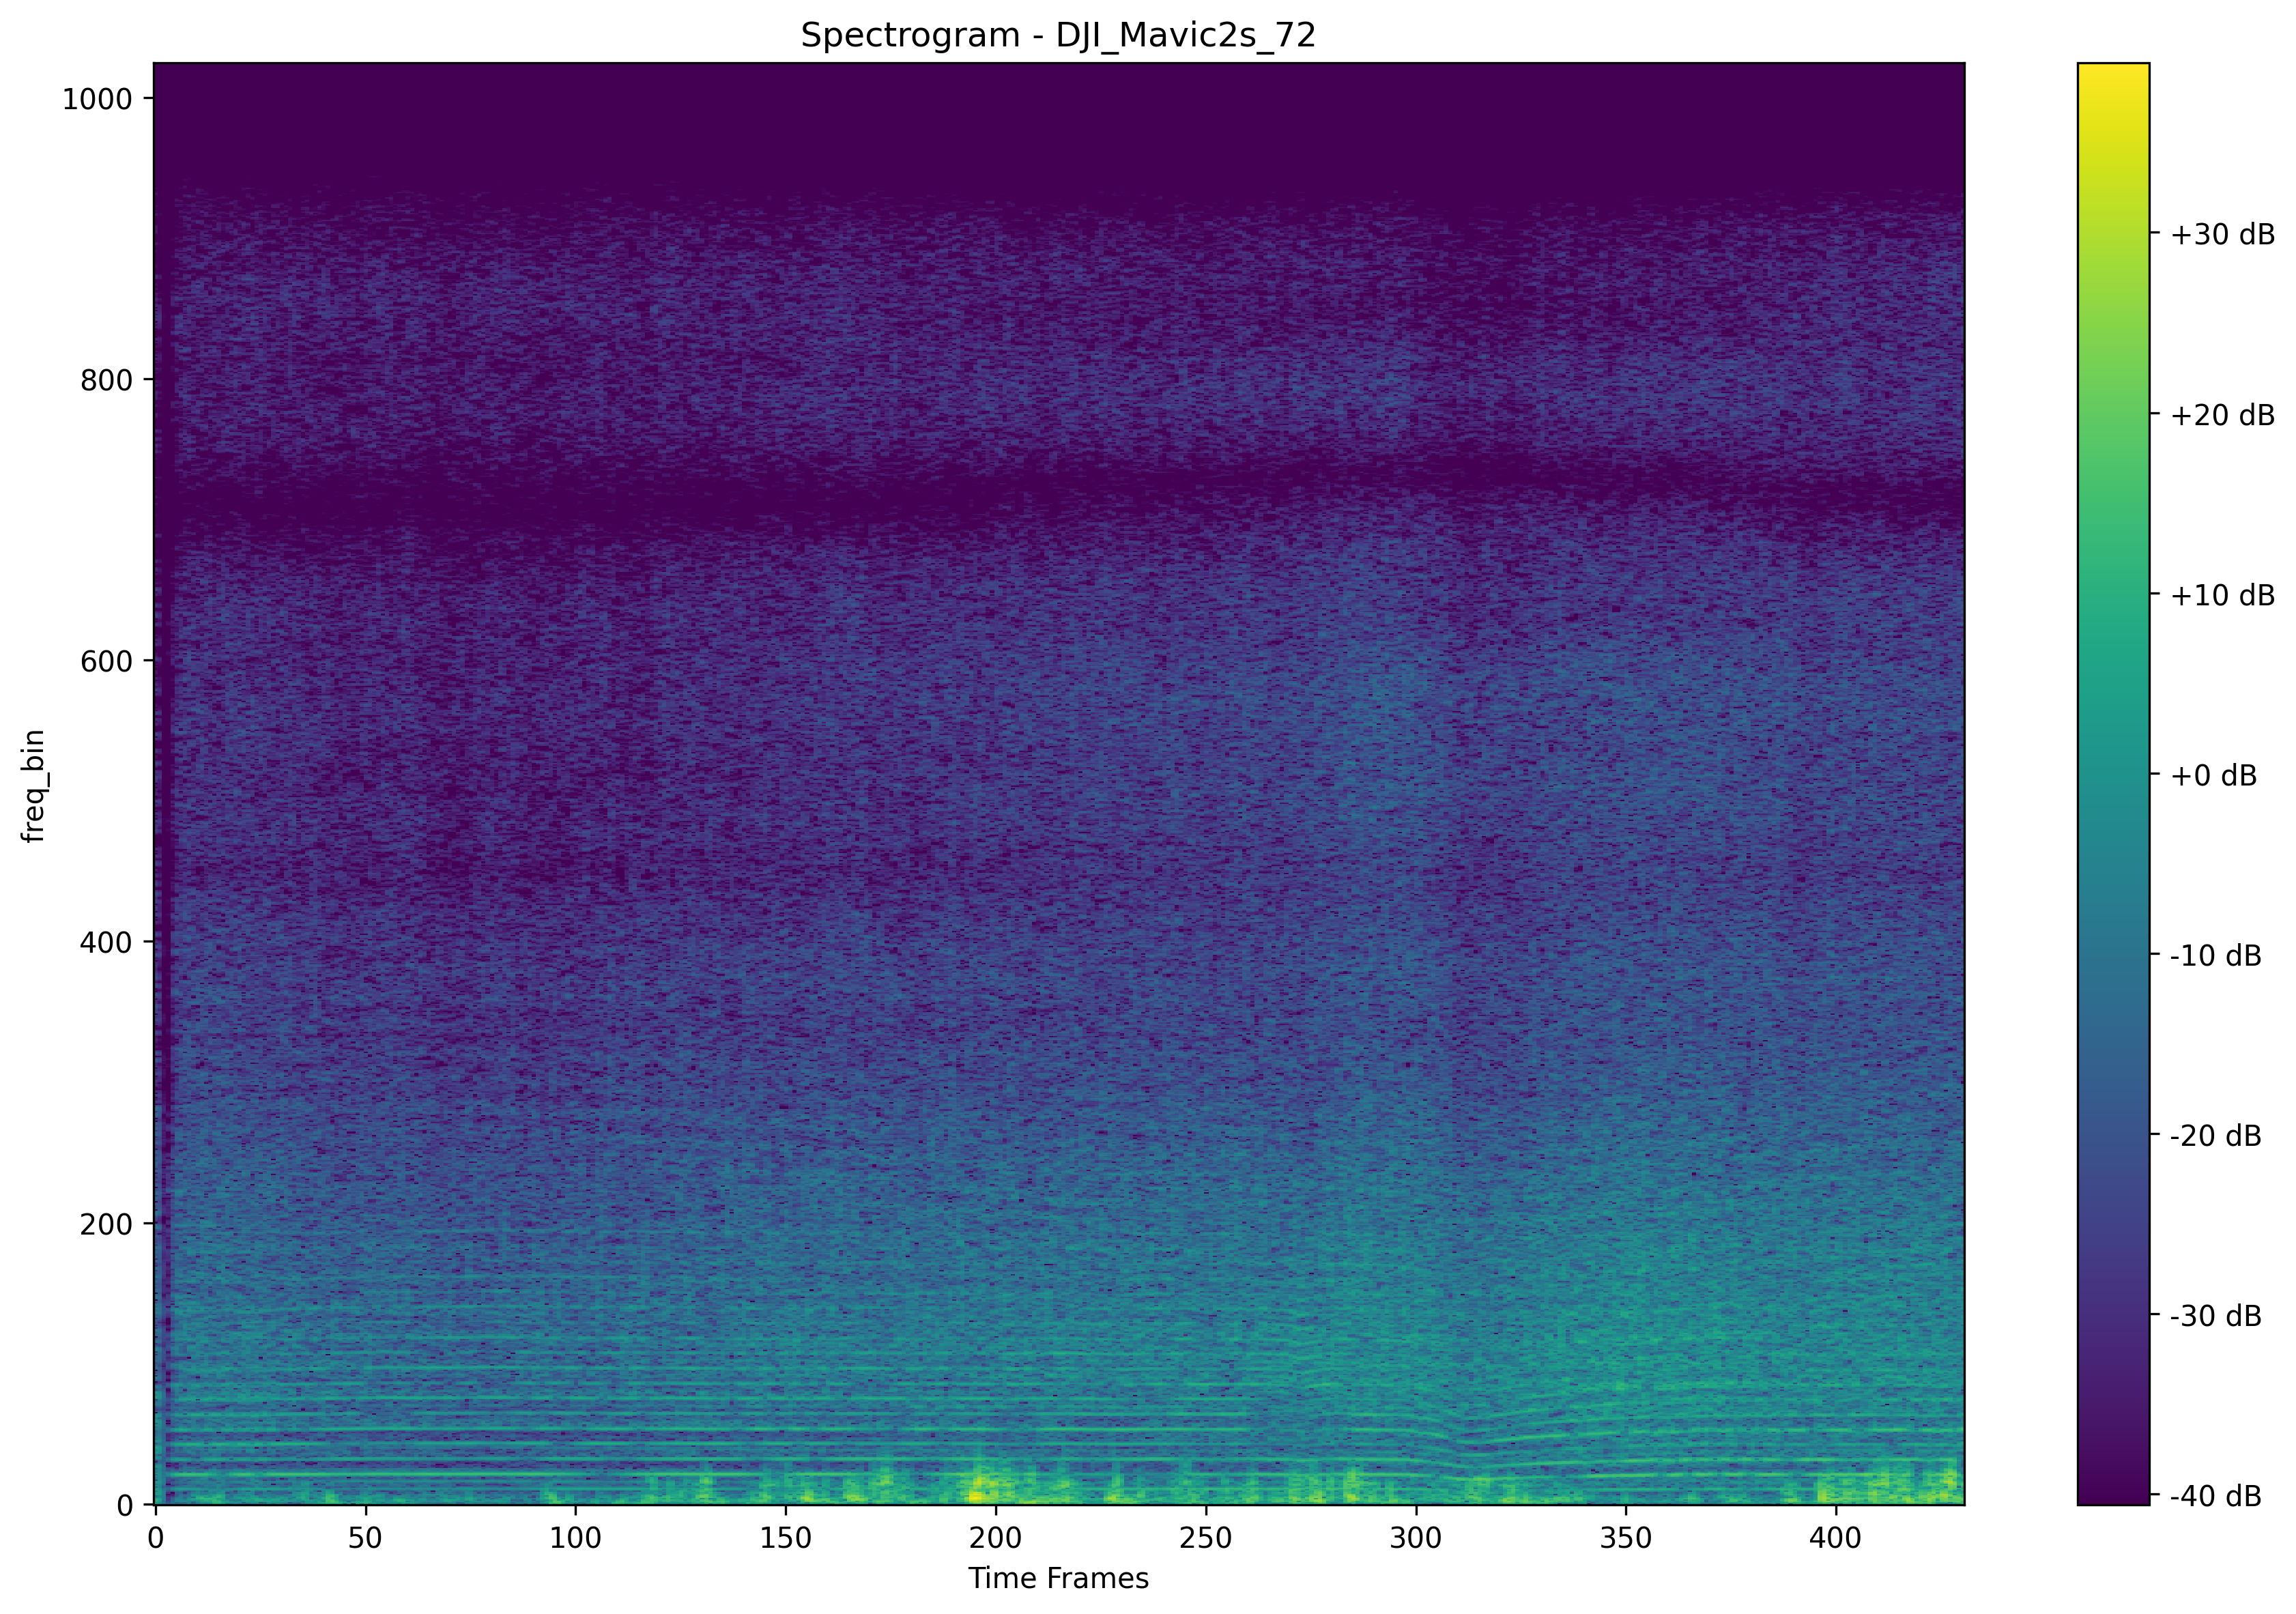 Spectrogram - DJI_Mavic2s_72
1000
800
600
400
200
0
freq_bin
0 50 100 150 200 250 300 350 400
Time Frames
+30 dB
+20 dB
+10 dB
+0 dB
-10 dB
-20 dB
-30 dB
-40 dB